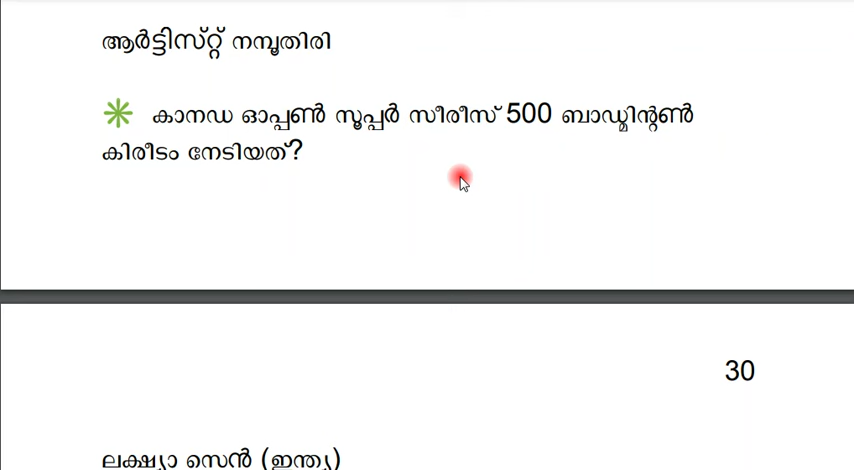 ആർട്ടിസ്റ്റ് നമ്പൂതിരി
✳ കാനഡ ഓപ്പൺ സൂപ്പർ സീരീസ് 500 ബാഡ്മിന്റൺ
കിരീടം നേടിയത്?
30
ലക്ഷ്യാ സെൻ (ഇന്ത്യ)